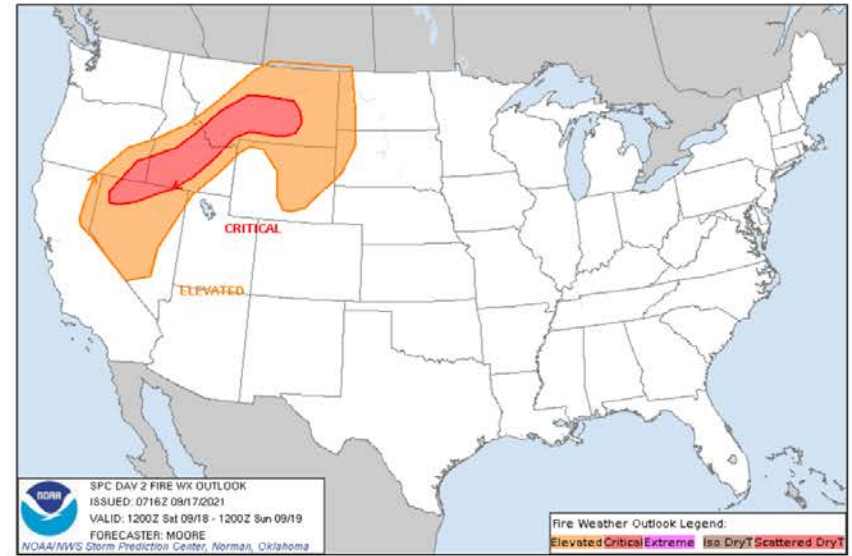 CRITICAL
ELEVATED
NOAA
SPC DAY 2 FIRE WX OUTLOOK
ISSUED: 0716Z 09/17/2021
VALID: 1200Z Sat 09/18 - 1200Z Sun 09/19
FORECASTER: MOORE
NOAA/NWS Storm Prediction Center, Norman, Oklahoma
Fire Weather Outlook Legend:
Elevated Critical Extreme Iso DryT Scattered DryT